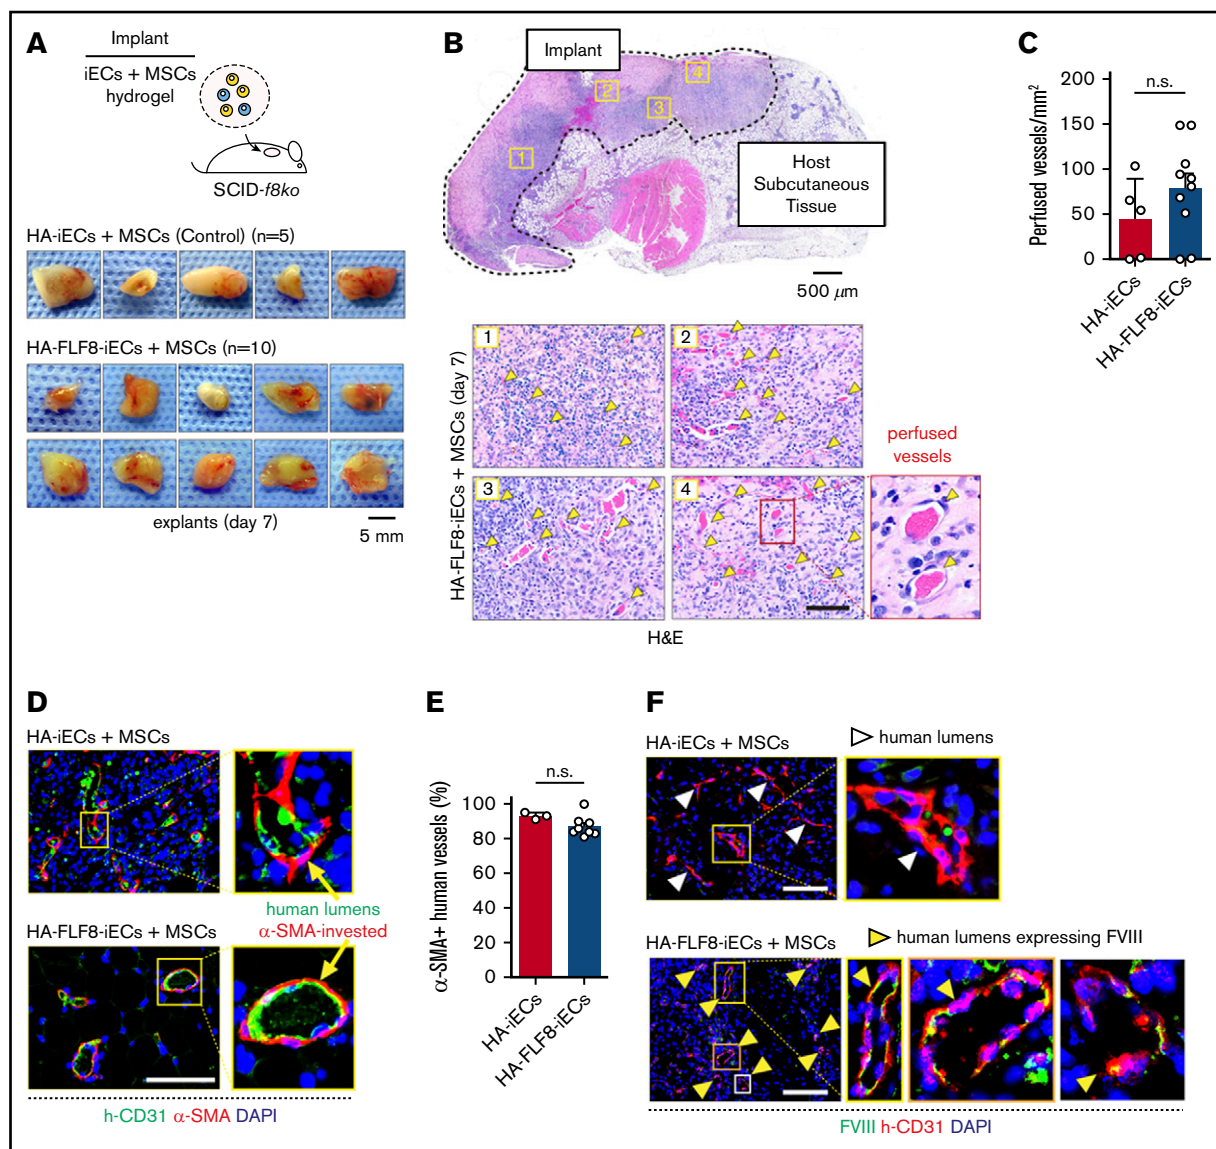 A
Implant
iECs + MSCs
hydrogel
SCID-f8ko
HA-iECs + MSCs (Control) (n=5)
HA-FLF8-iECs + MSCs (n=10)
explants (day 7)
5 mm
B
Implant
1
2
3
4
Host
Subcutaneous
Tissue
500 μm
HA-FLF8-iECs + MSCs (day 7)
1
2
3
4
perfused
vessels
H&E
C
Perfused vessels/mm²
200
150
100
50
0
n.s.
HA-iECs
HA-FLF8-iECs
D
HA-iECs + MSCs
human lumens
α-SMA-invested
HA-FLF8-iECs + MSCs
h-CD31 α-SMA DAPI
E
α-SMA+ human vessels (%)
100
80
60
40
20
0
n.s.
HA-iECs
HA-FLF8-iECs
F
HA-iECs + MSCs
human lumens
HA-FLF8-iECs + MSCs
human lumens expressing FVIII
FVIII h-CD31 DAPI